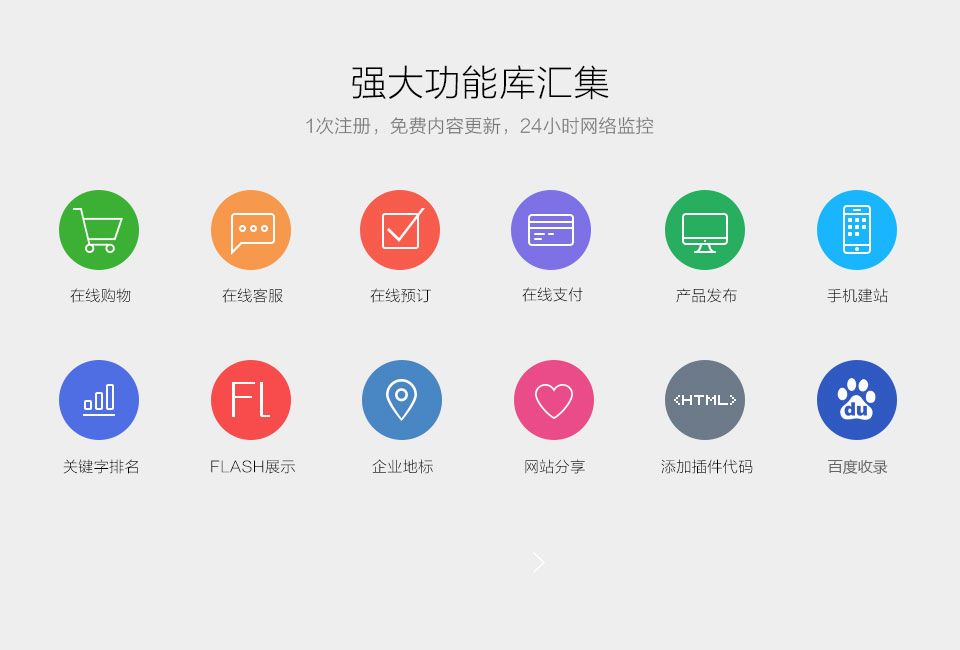 强大功能库汇集
1次注册，免费内容更新，24小时网络监控
在线购物
在线客服
在线预订
在线支付
产品发布
手机建站
FL
<HTML>
du
关键字排名
FLASH展示
企业地标
网站分享
添加插件代码
百度收录